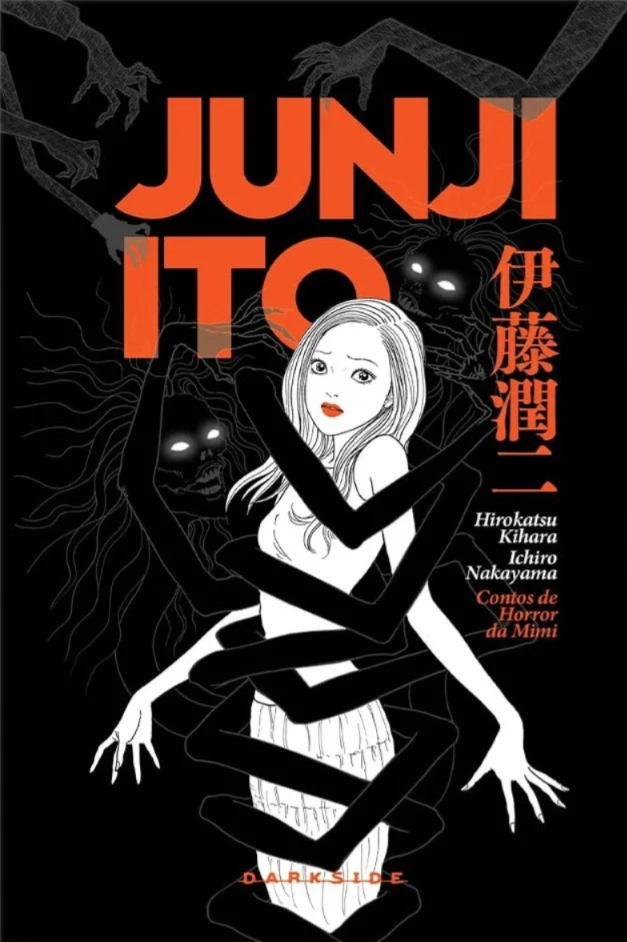 JUNJI
ITO
伊藤潤二
Hirokatsu
Kihara
Ichiro
Nakayama
Contos de
Horror
da Mimi
DARKSIDE